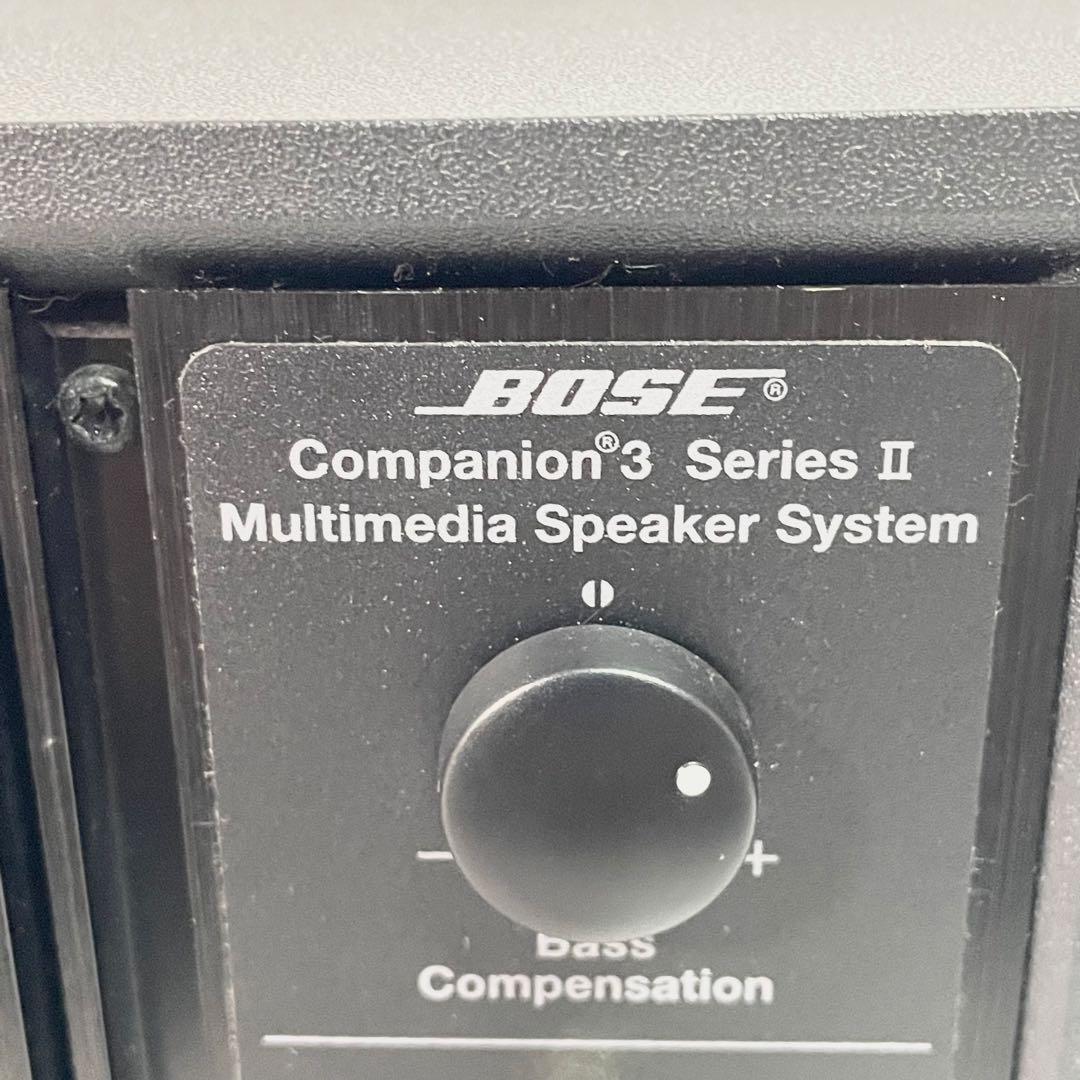 BOSE®
Companion®3 Series II
Multimedia Speaker System
− +
Bass
Compensation